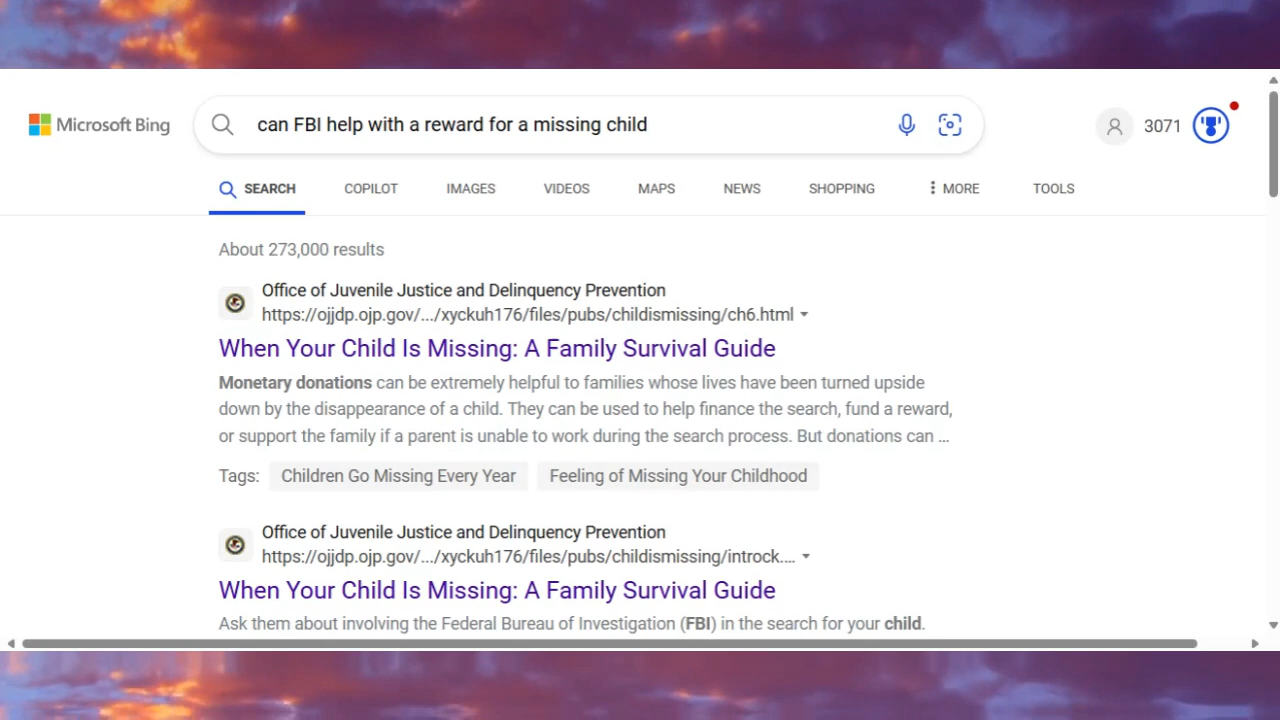 Microsoft Bing
can FBI help with a reward for a missing child
3071
SEARCH COPILOT IMAGES VIDEOS MAPS NEWS SHOPPING MORE TOOLS
About 273,000 results
Office of Juvenile Justice and Delinquency Prevention
https://ojjdp.ojp.gov/.../xyckuh176/files/pubs/childismissing/ch6.html
When Your Child Is Missing: A Family Survival Guide
Monetary donations can be extremely helpful to families whose lives have been turned upside
down by the disappearance of a child. They can be used to help finance the search, fund a reward,
or support the family if a parent is unable to work during the search process. But donations can ...
Tags: Children Go Missing Every Year Feeling of Missing Your Childhood
Office of Juvenile Justice and Delinquency Prevention
https://ojjdp.ojp.gov/.../xyckuh176/files/pubs/childismissing/introck....
When Your Child Is Missing: A Family Survival Guide
Ask them about involving the Federal Bureau of Investigation (FBI) in the search for your child.